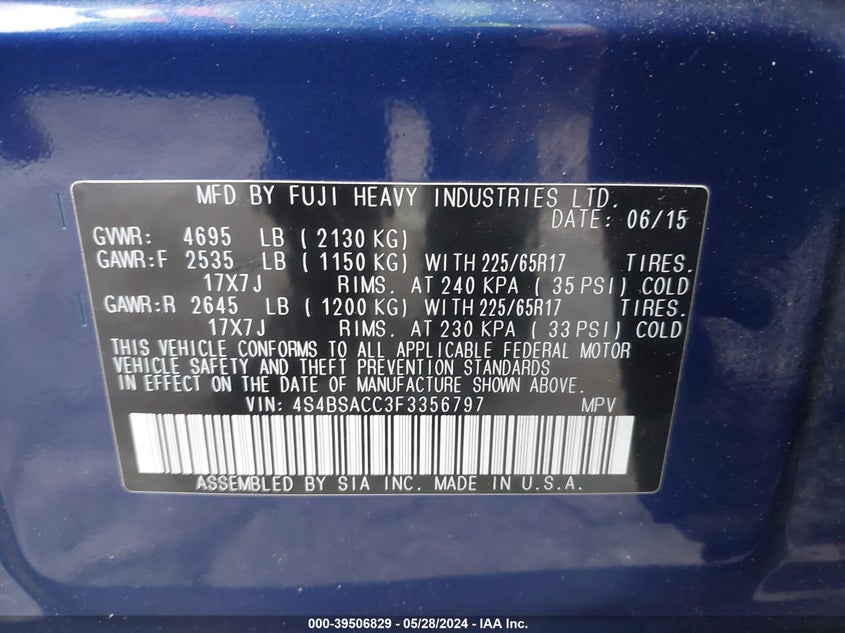 MFD BY FUJI HEAVY INDUSTRIES LTD.
DATE: 06/15
GVWR: 4695 LB ( 2130 KG)
GAWR:F 2535 LB ( 1150 KG) WITH 225/65R17 TIRES.
17X7J RIMS. AT 240 KPA ( 35 PSI) COLD
GAWR:R 2645 LB ( 1200 KG) WITH 225/65R17 TIRES.
17X7J RIMS. AT 230 KPA ( 33 PSI) COLD
THIS VEHICLE CONFORMS TO ALL APPLICABLE FEDERAL MOTOR
VEHICLE SAFETY AND THEFT PREVENTION STANDARDS
IN EFFECT ON THE DATE OF MANUFACTURE SHOWN ABOVE.
VIN: 4S4BSACC3F3356797 MPV
ASSEMBLED BY SIA INC. MADE IN U.S.A.
000-39506829 - 05/28/2024 - IAA Inc.